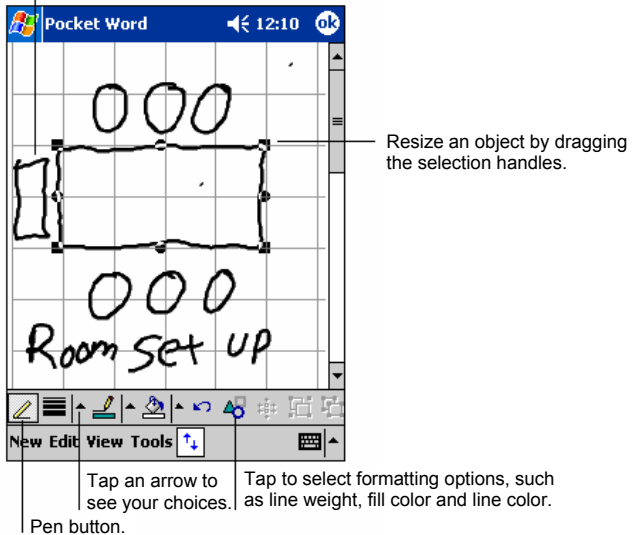 Pocket Word 12:10 ok
Resize an object by dragging
the selection handles.
Room set up
New Edit View Tools
Tap an arrow to
see your choices.
Tap to select formatting options, such
as line weight, fill color and line color.
Pen button.